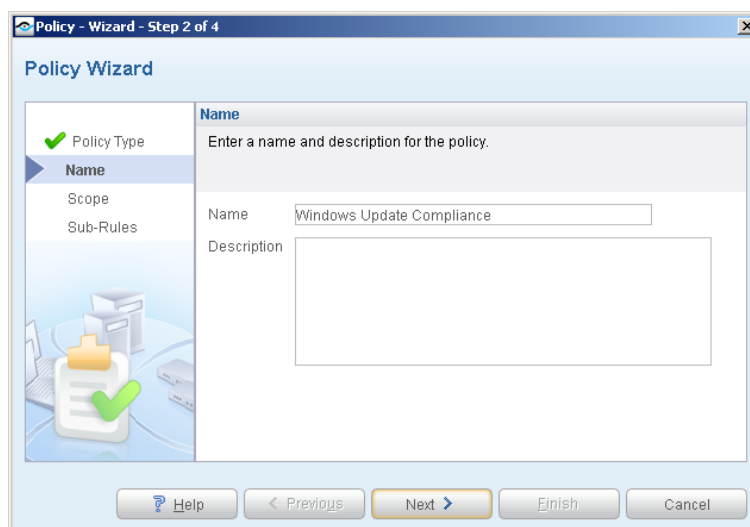 Policy - Wizard - Step 2 of 4
Policy Wizard
Policy Type
Name
Scope
Sub-Rules
Name
Enter a name and description for the policy.
Name Windows Update Compliance
Description
Help
Previous
Next
Finish
Cancel